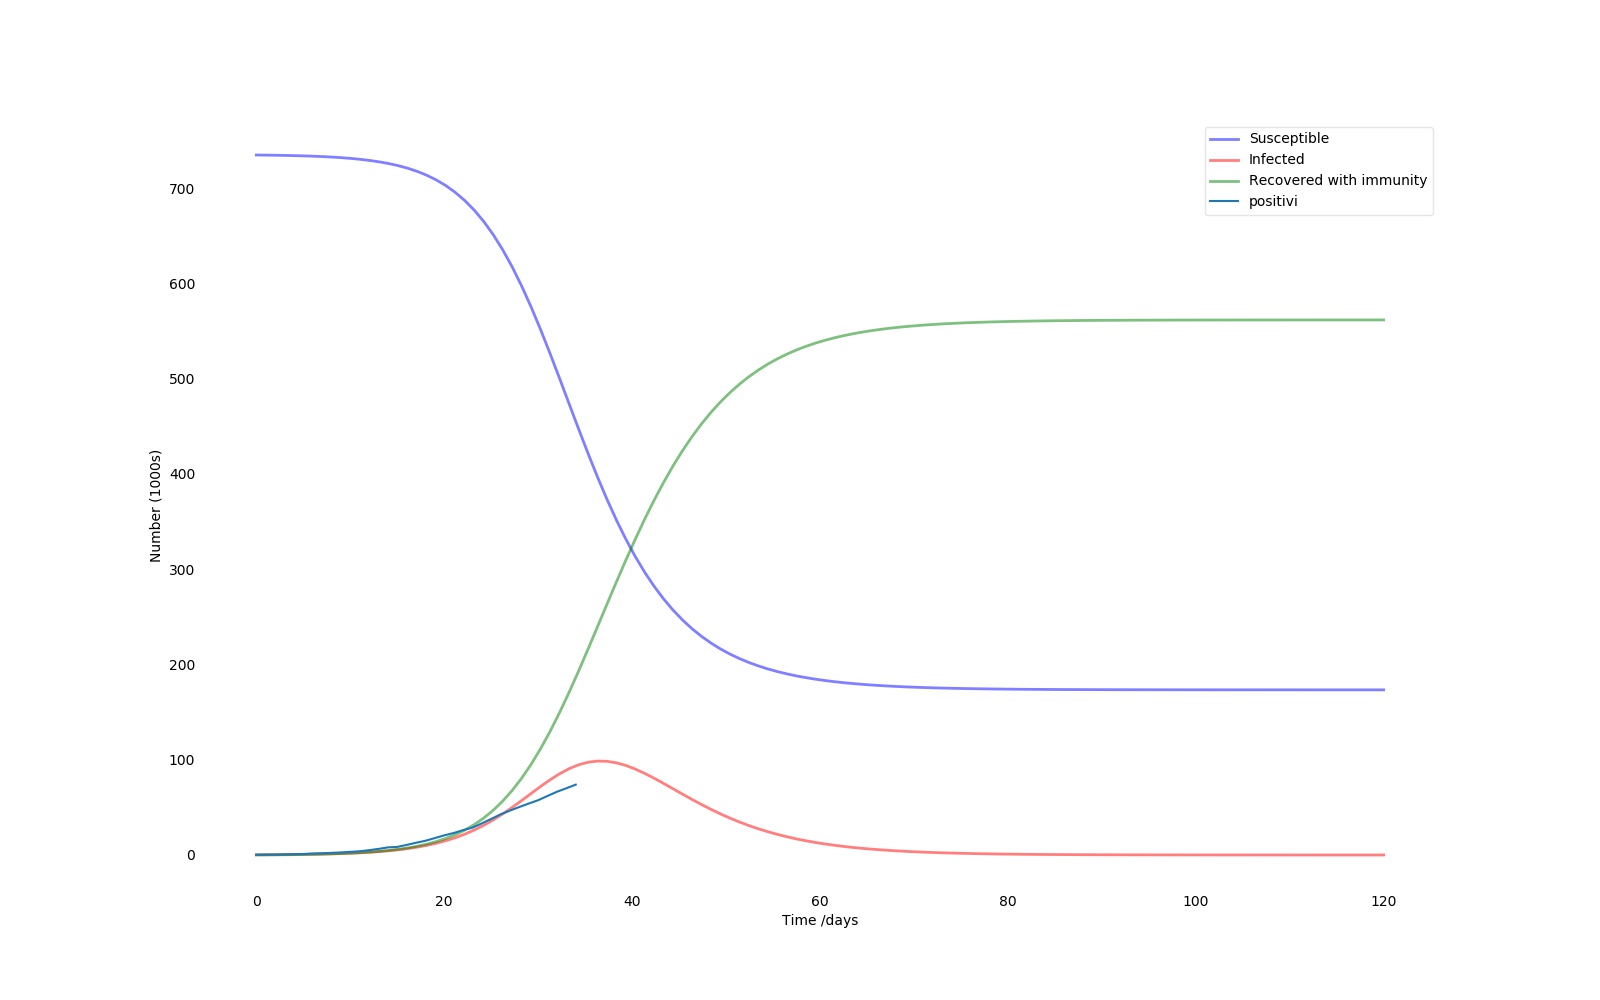 Susceptible
Infected
Recovered with immunity
positivi
700
600
500
400
300
200
100
0
Number (1000s)
0 20 40 60 80 100 120
Time /days